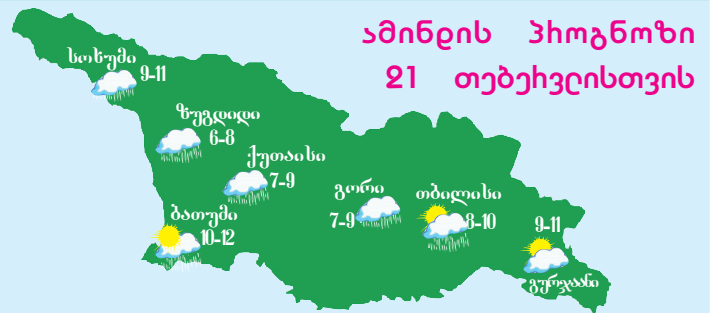 ამინდის პროგნოზი
21 თებერვლისთვის
სოხუმი
9-11
ზუგდიდი
6-8
ქუთაისი
7-9
გორი
7-9
თბილისი
8-10
ბათუმი
10-12
9-11
გურჯაანი